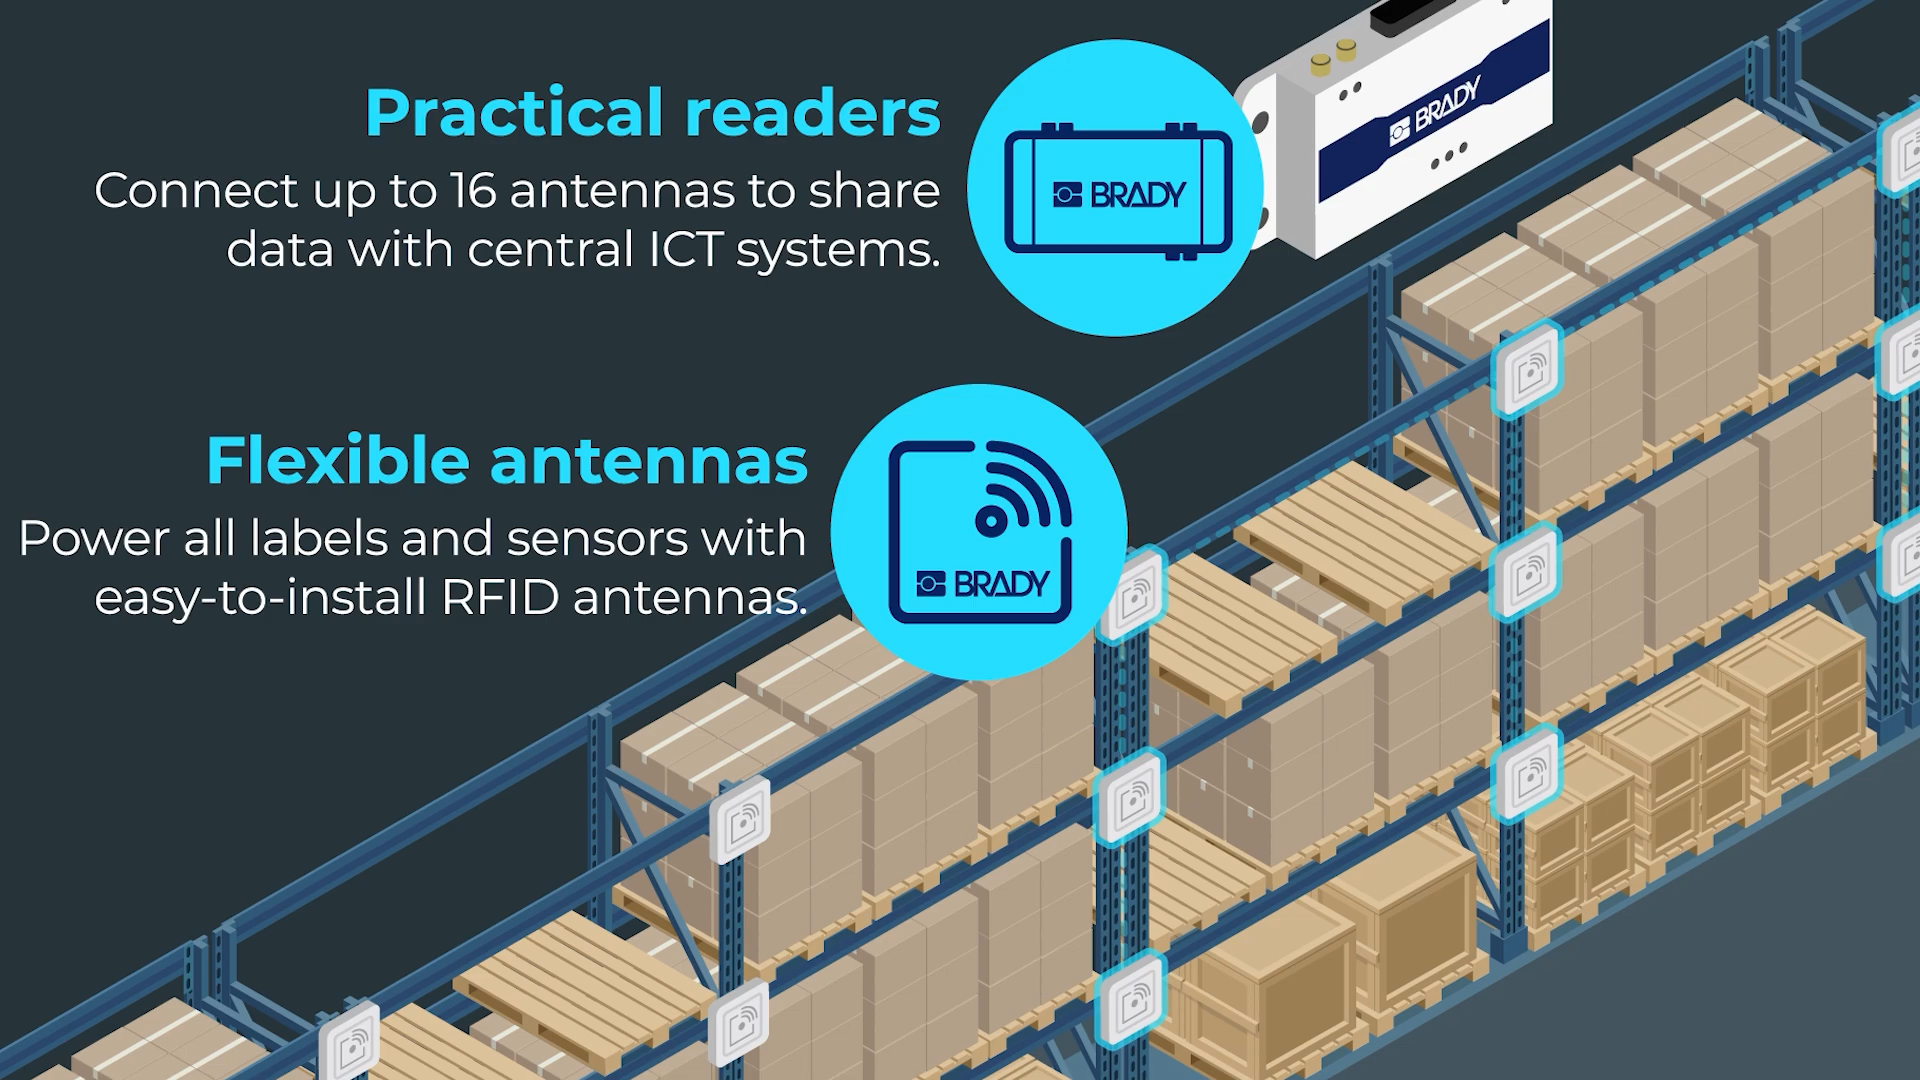 Practical readers
Connect up to 16 antennas to share
data with central ICT systems.
BRADY
BRADY
Flexible antennas
Power all labels and sensors with
easy-to-install RFID antennas.
BRADY